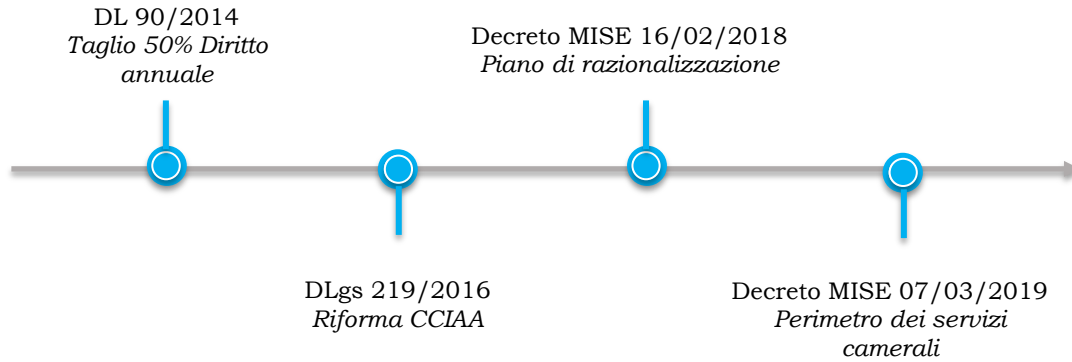 DL 90/2014
Taglio 50% Diritto
annuale
DLgs 219/2016
Riforma CCIAA
Decreto MISE 16/02/2018
Piano di razionalizzazione
Decreto MISE 07/03/2019
Perimetro dei servizi
camerali